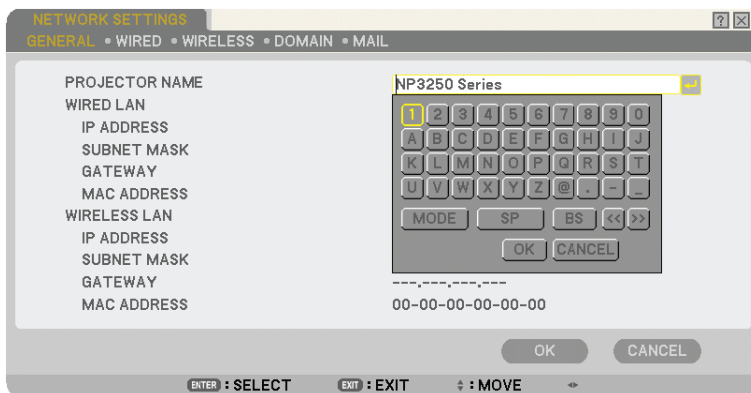 NETWORK SETTINGS ? ×
GENERAL • WIRED • WIRELESS • DOMAIN • MAIL
PROJECTOR NAME NP3250 Series
WIRED LAN 1 2 3 4 5 6 7 8 9 0
IP ADDRESS A B C D E F G H I J
SUBNET MASK K L M N O P Q R S T
GATEWAY U V W X Y Z @ . - _
MAC ADDRESS
WIRELESS LAN MODE SP BS << >>
IP ADDRESS OK CANCEL
SUBNET MASK
GATEWAY ---.---.---.---
MAC ADDRESS 00-00-00-00-00-00
OK CANCEL
ENTER : SELECT EXIT : EXIT : MOVE